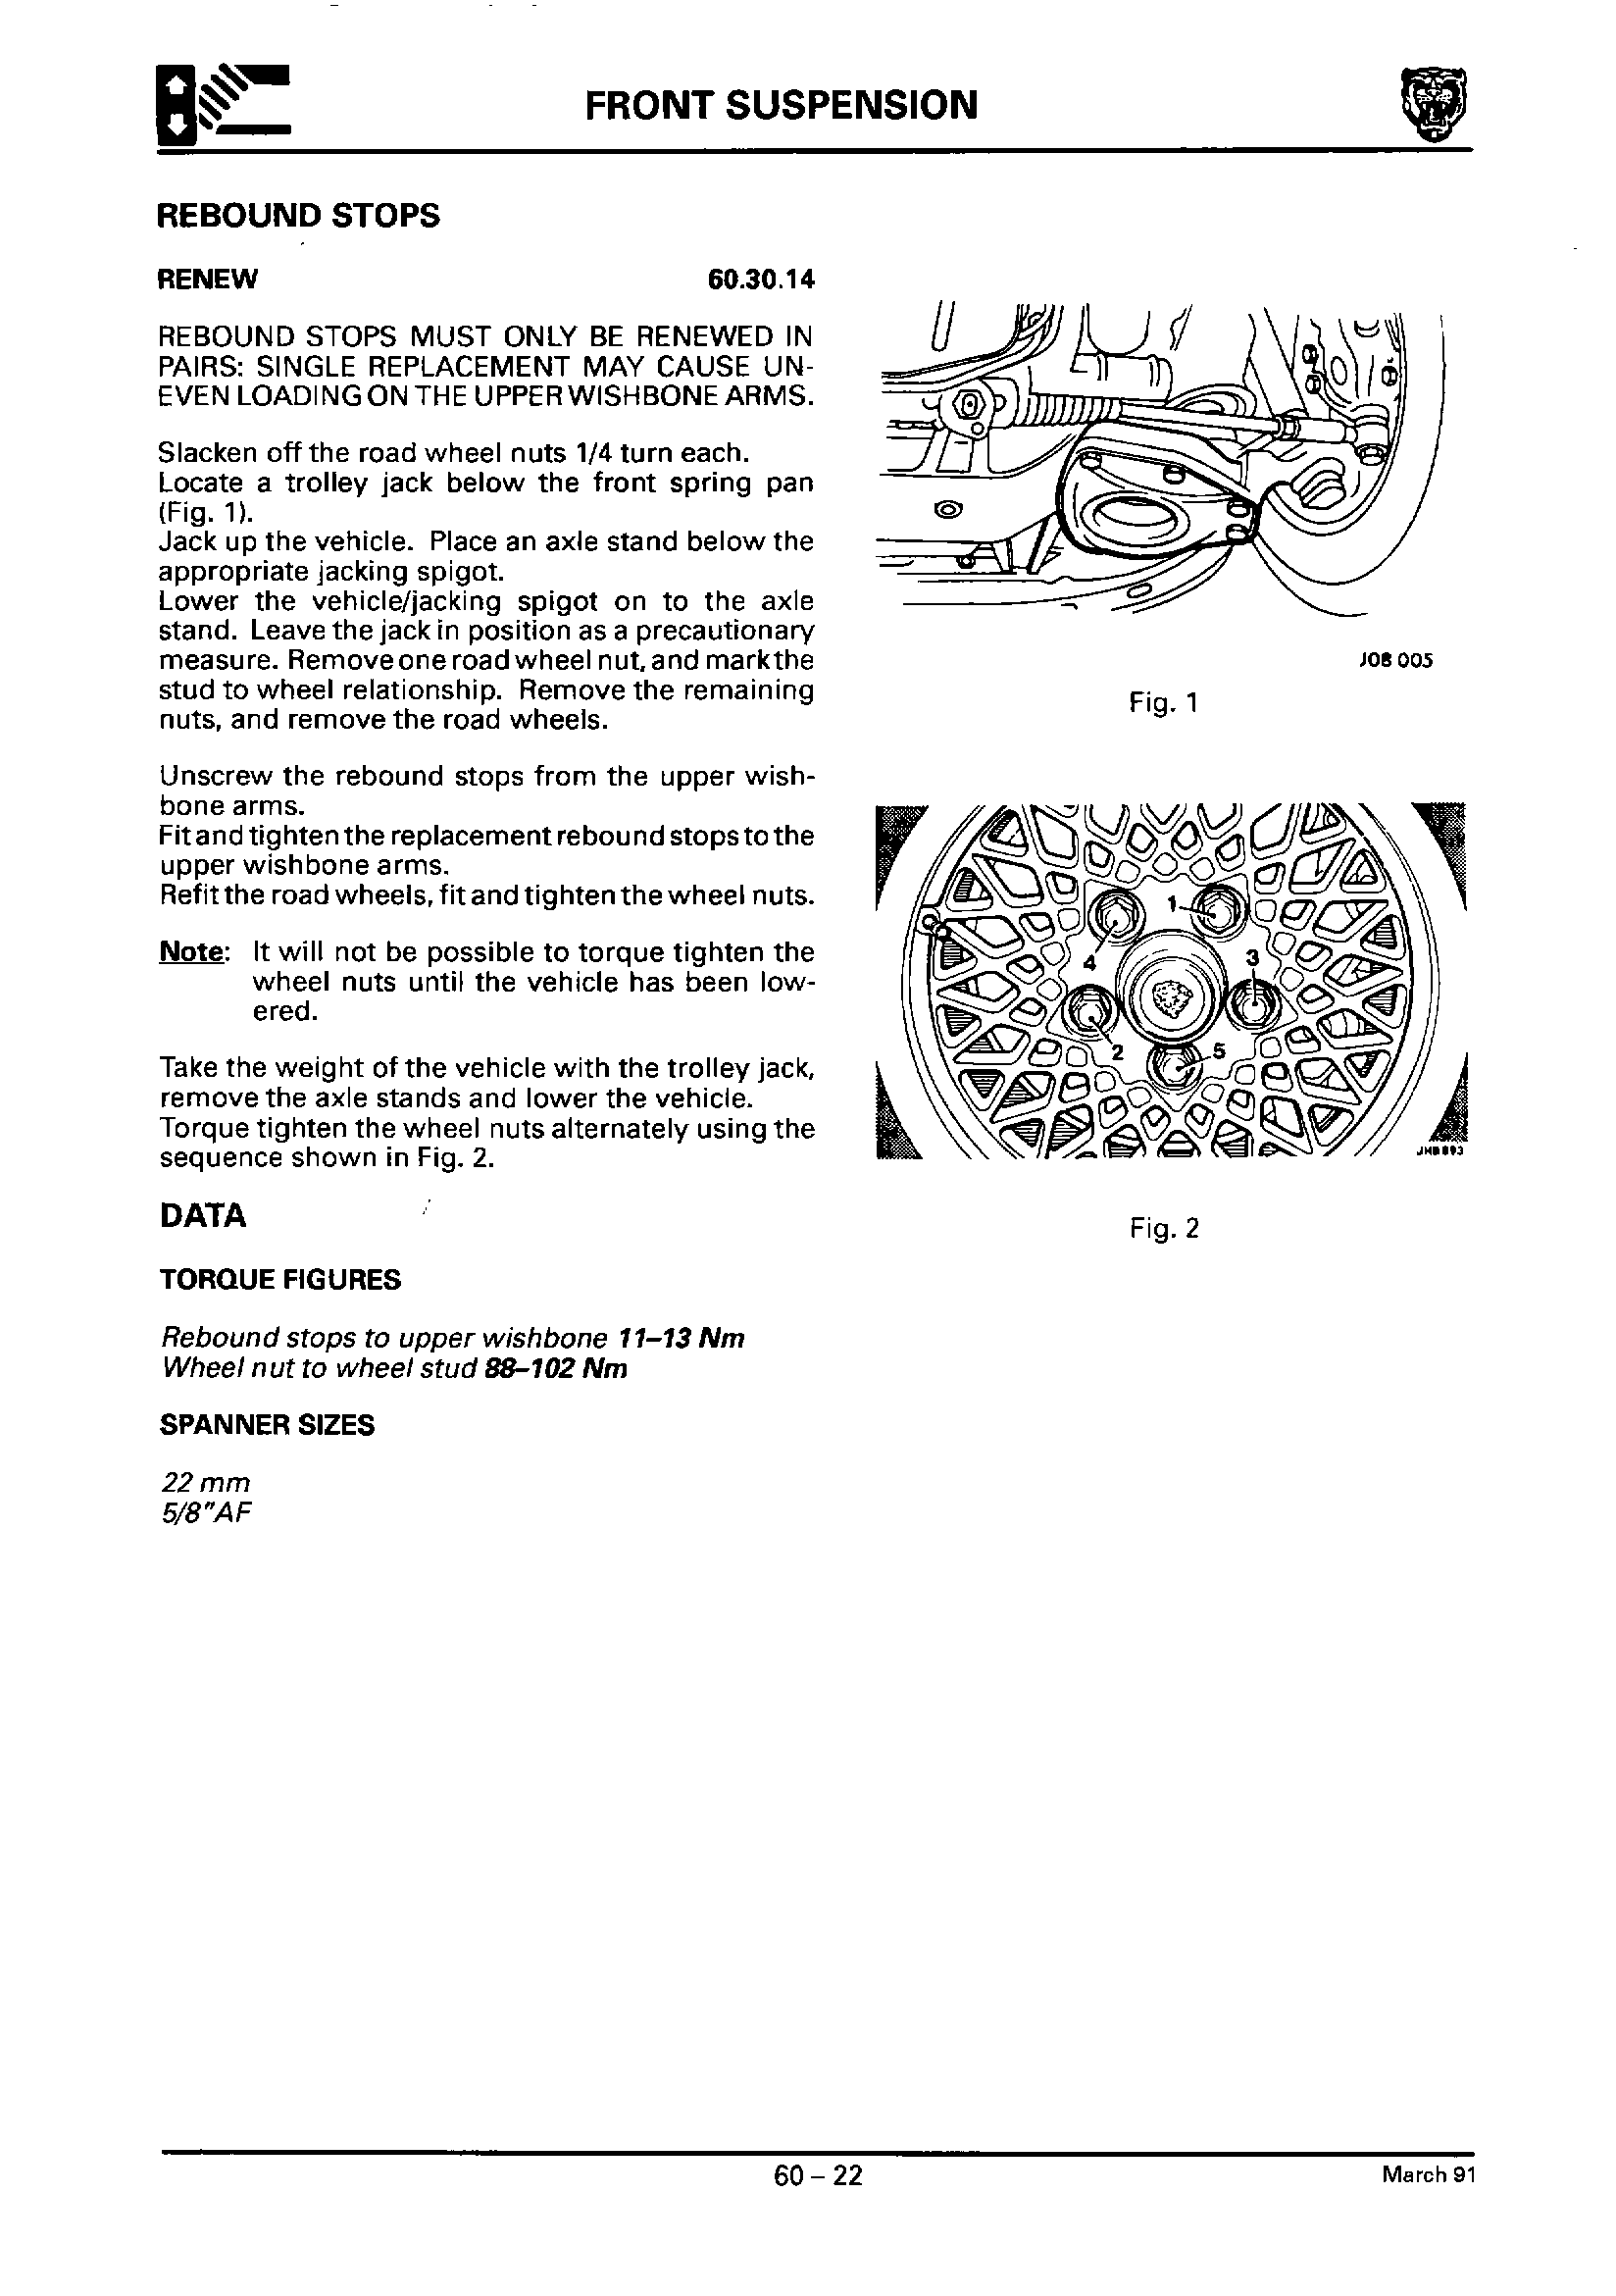 FRONT SUSPENSION
REBOUND STOPS
RENEW 60.30.14
REBOUND STOPS MUST ONLY BE RENEWED IN
PAIRS: SINGLE REPLACEMENT MAY CAUSE UN-
EVEN LOADING ON THE UPPER WISHBONE ARMS.
Slacken off the road wheel nuts 1/4 turn each.
Locate a trolley jack below the front spring pan
(Fig. 1).
Jack up the vehicle. Place an axle stand below the
appropriate jacking spigot.
Lower the vehicle/jacking spigot on to the axle
stand. Leave the jack in position as a precautionary
measure. Remove one road wheel nut, and mark the
stud to wheel relationship. Remove the remaining
nuts, and remove the road wheels.
Unscrew the rebound stops from the upper wish-
bone arms.
Fit and tighten the replacement rebound stops to the
upper wishbone arms.
Refit the road wheels, fit and tighten the wheel nuts.
Note: It will not be possible to torque tighten the
wheel nuts until the vehicle has been low-
ered.
Take the weight of the vehicle with the trolley jack,
remove the axle stands and lower the vehicle.
Torque tighten the wheel nuts alternately using the
sequence shown in Fig. 2.
DATA
TORQUE FIGURES
Rebound stops to upper wishbone 11–13 Nm
Wheel nut to wheel stud 88–102 Nm
SPANNER SIZES
22 mm
5/8"AF
JOB 005
Fig. 1
1
4
3
2
5
Fig. 2
60 – 22
March 91